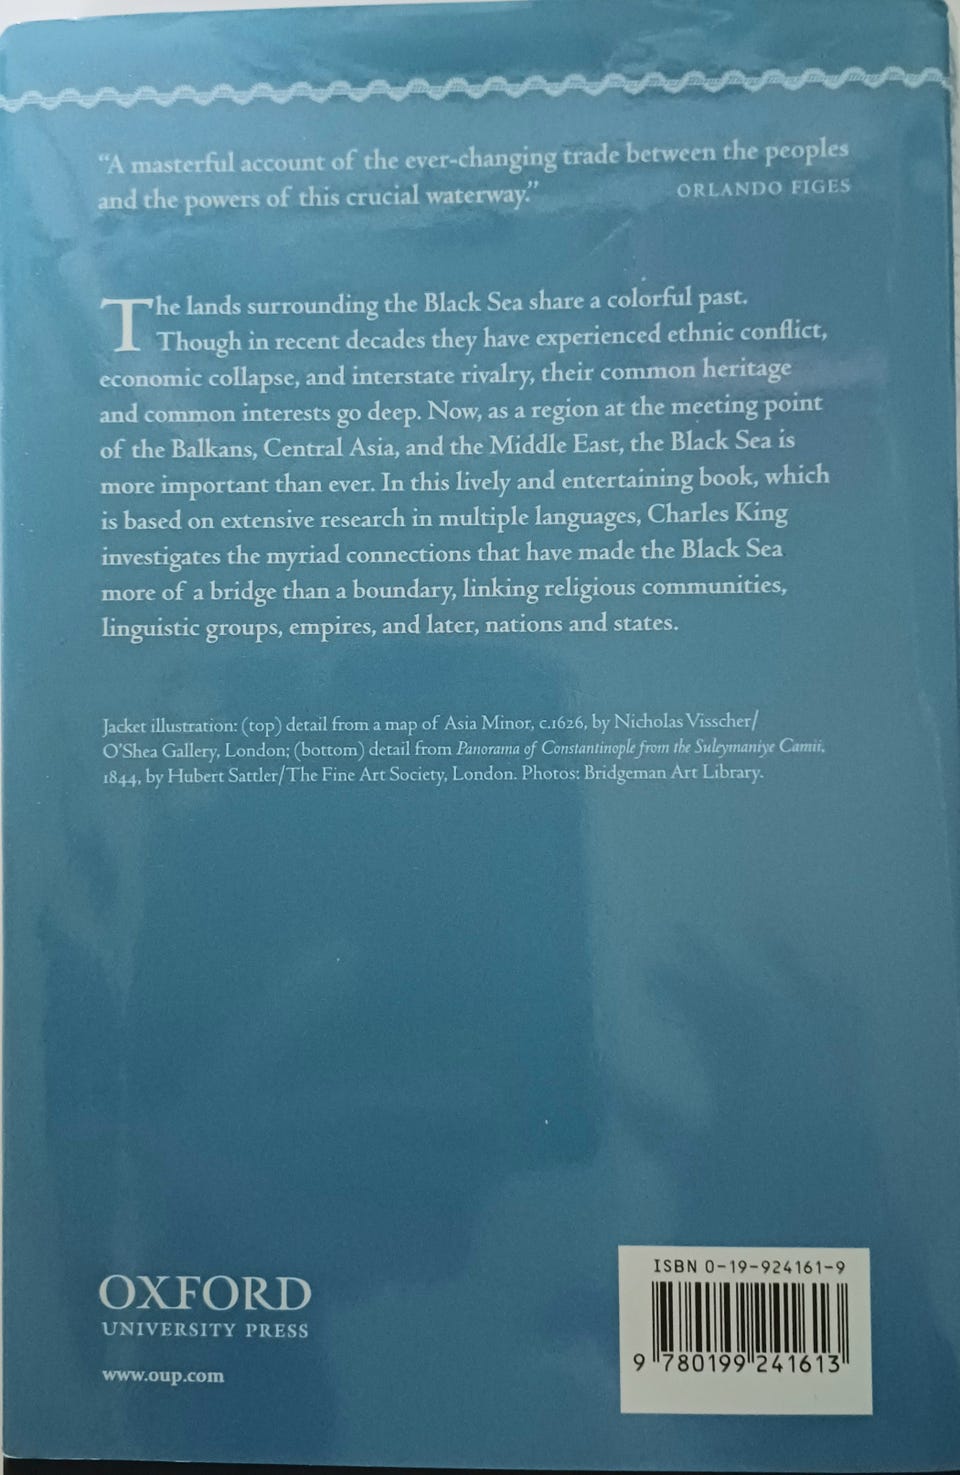 “A masterful account of the ever-changing trade between the peoples
and the powers of this crucial waterway.”
ORLANDO FIGES
The lands surrounding the Black Sea share a colorful past.
Though in recent decades they have experienced ethnic conflict,
economic collapse, and interstate rivalry, their common heritage
and common interests go deep. Now, as a region at the meeting point
of the Balkans, Central Asia, and the Middle East, the Black Sea is
more important than ever. In this lively and entertaining book, which
is based on extensive research in multiple languages, Charles King
investigates the myriad connections that have made the Black Sea
more of a bridge than a boundary, linking religious communities,
linguistic groups, empires, and later, nations and states.
Jacket illustration: (top) detail from a map of Asia Minor, c.1626, by Nicholas Visscher/
O’Shea Gallery, London; (bottom) detail from Panorama of Constantinople from the Suleymaniye Camii,
1844, by Hubert Sattler/The Fine Art Society, London. Photos: Bridgeman Art Library.
OXFORD
UNIVERSITY PRESS
www.oup.com
ISBN 0-19-924161-9
9 780199 241613